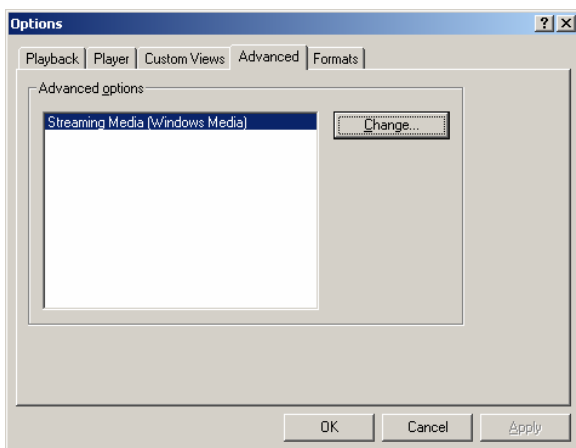 Options
Playback Player Custom Views Advanced Formats
Advanced options
Streaming Media (Windows Media)
Change...
OK Cancel Apply